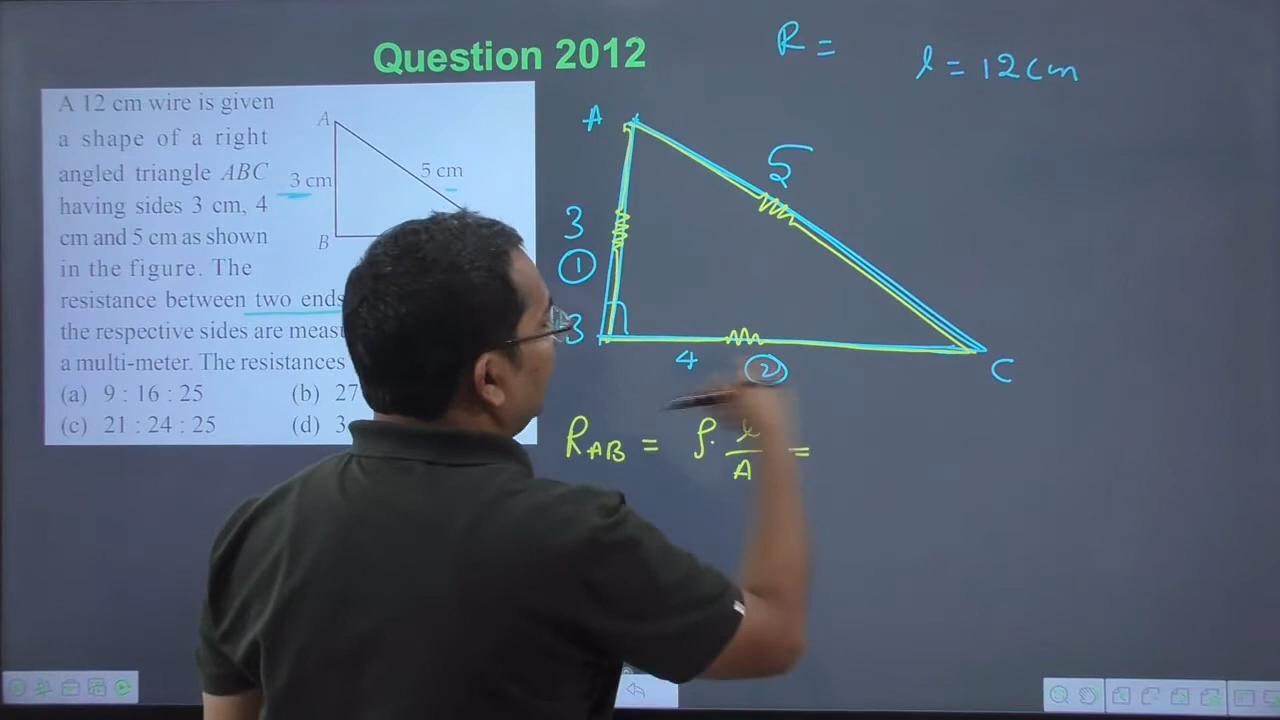 Question 2012
R =
l = 12 cm
A 12 cm wire is given
a shape of a right
angled triangle ABC
having sides 3 cm, 4
cm and 5 cm as shown
in the figure. The
resistance between two ends
the respective sides are
a multi-meter. The resistances
(a) 9 : 16 : 25
(b) 27
(c) 21 : 24 : 25
(d) 3
A
3 cm
5 cm
B
A
5
3
1
3
4
2
C
R AB = ρ. l/A =